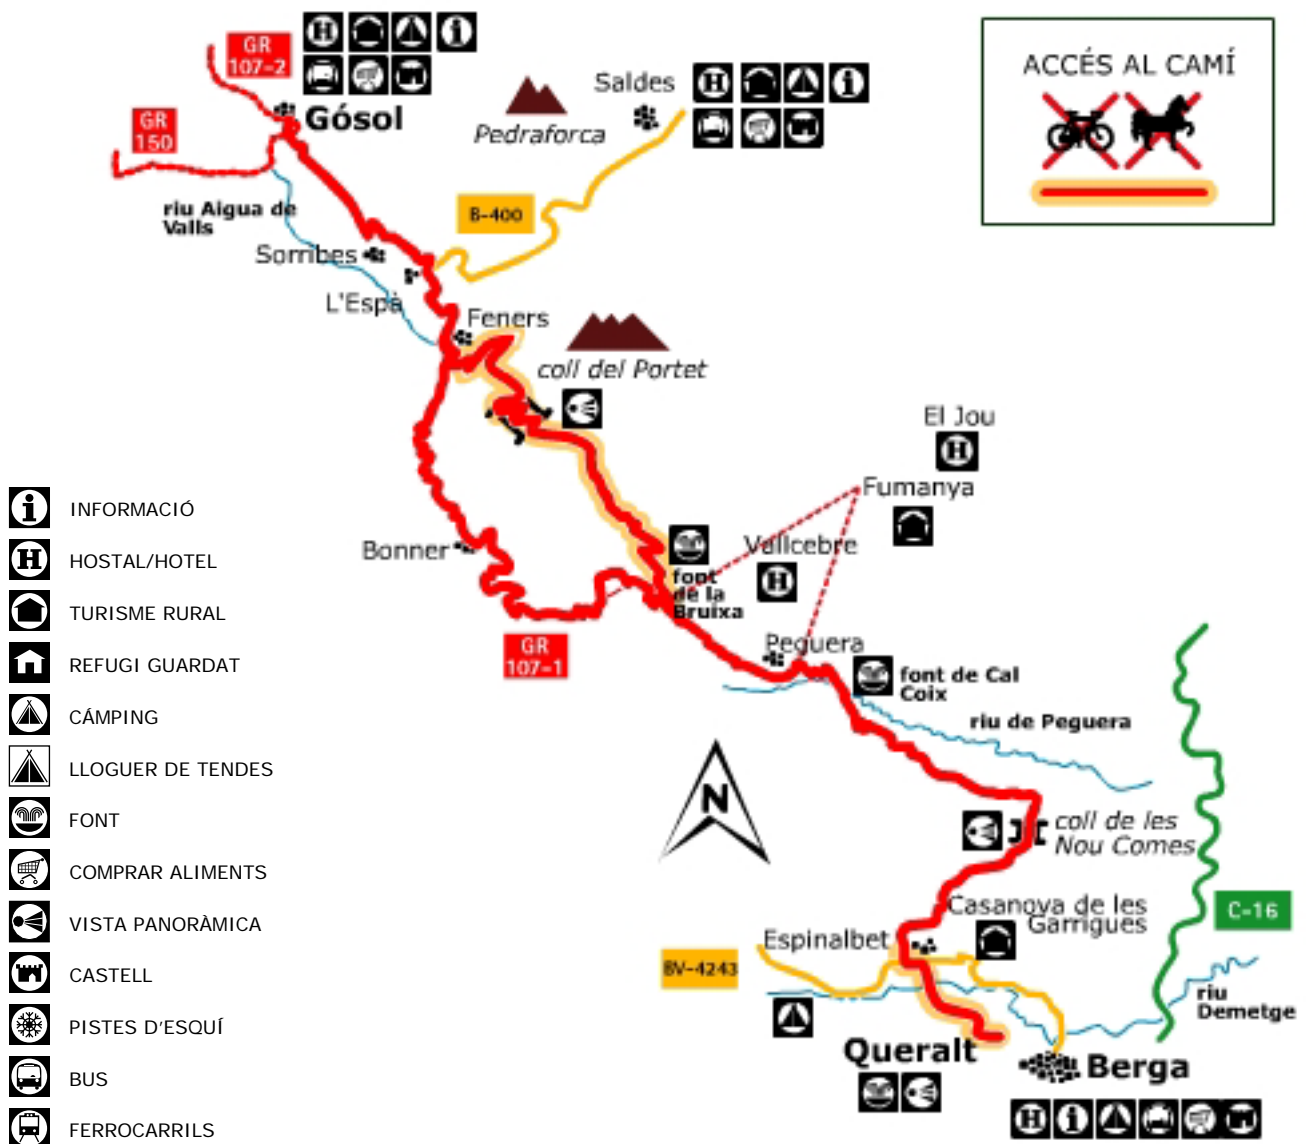 GR
107-2
Gósol
GR
150
Pedraforca
Saldes
ACCÉS AL CAMÍ
B-400
riu Aigua de
Valls
Sorribes
L'Espà
Feners
coll del Portet
El Jou
Fumanya
Vallcebre
Bonner
font
de la
Bruixa
GR
107-1
Peguera
font de Cal
Coix
riu de Peguera
N
coll de les
Nou Comes
Casanova de les
Garrigues
C-16
Espinalbet
BV-4243
riu
Demetge
Queralt
Berga
INFORMACIÓ
HOSTAL/HOTEL
TURISME RURAL
REFUGI GUARDAT
CÁMPING
LLOGUER DE TENDES
FONT
COMPRAR ALIMENTS
VISTA PANORÀMICA
CASTELL
PISTES D'ESQUÍ
BUS
FERROCARRILS